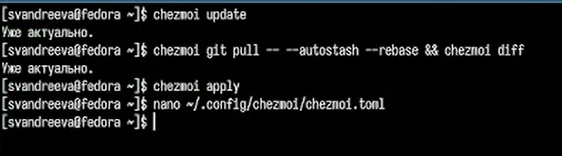 [svandreeva@fedora ~]$ chezmoi update
Уже актуально.
[svandreeva@fedora ~]$ chezmoi git pull -- --autostash --rebase && chezmoi diff
Уже актуально.
[svandreeva@fedora ~]$ chezmoi apply
[svandreeva@fedora ~]$ nano ~/.config/chezmoi/chezmoi.toml
[svandreeva@fedora ~]$